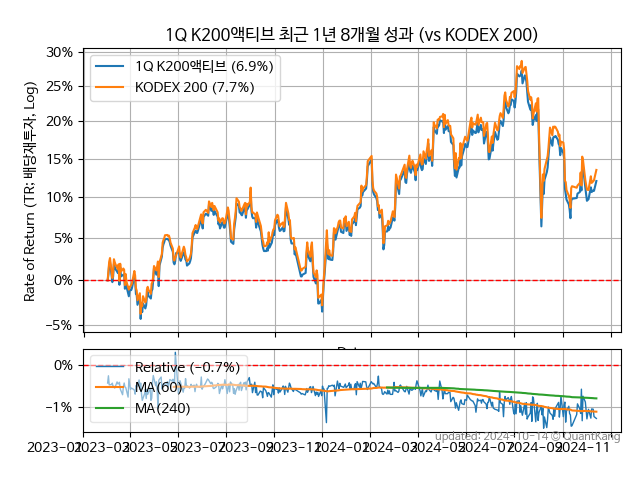 1Q K200액티브 최근 1년 8개월 성과 (vs KODEX 200)
1Q K200액티브 (6.9%)
KODEX 200 (7.7%)
Rate of Return (TR: 배당재투자, Log)
30%
25%
20%
15%
10%
5%
0%
−5%
Relative (−0.7%)
MA(60)
MA(240)
0%
−1%
updated: 2024-10-14 © QuantKang
2023-01 2023-03 2023-05 2023-07 2023-09 2023-11 2024-01 2024-03 2024-05 2024-07 2024-09 2024-11